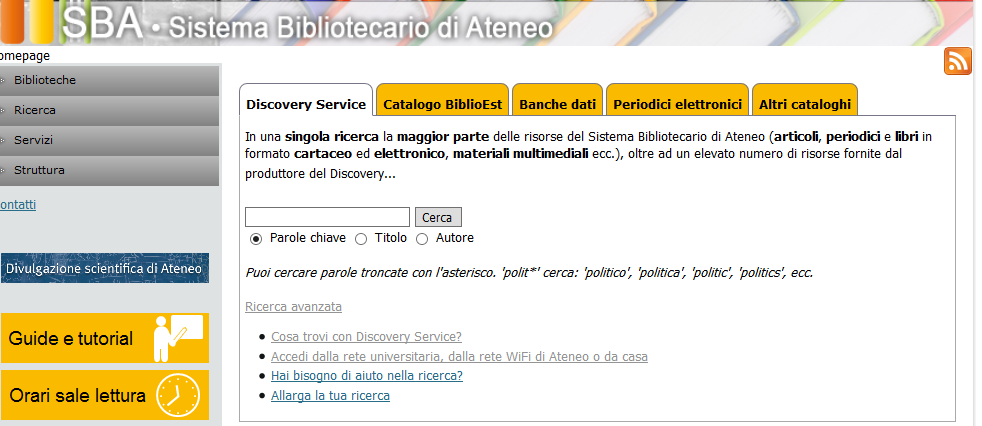 SBA • Sistema Bibliotecario di Ateneo
omepage
Biblioteche
Ricerca
Servizi
Struttura
ontatti
Divulgazione scientifica di Ateneo
Guide e tutorial
Orari sale lettura
Discovery Service
Catalogo BiblioEst
Banche dati
Periodici elettronici
Altri cataloghi
In una singola ricerca la maggior parte delle risorse del Sistema Bibliotecario di Ateneo (articoli, periodici e libri in
formato cartaceo ed elettronico, materiali multimediali ecc.), oltre ad un elevato numero di risorse fornite dal
produttore del Discovery...
Cerca
Parole chiave Titolo Autore
Puoi cercare parole troncate con l'asterisco. 'polit*' cerca: 'politico', 'politica', 'politic', 'politics', ecc.
Ricerca avanzata
• Cosa trovi con Discovery Service?
• Accedi dalla rete universitaria, dalla rete WiFi di Ateneo o da casa
• Hai bisogno di aiuto nella ricerca?
• Allarga la tua ricerca